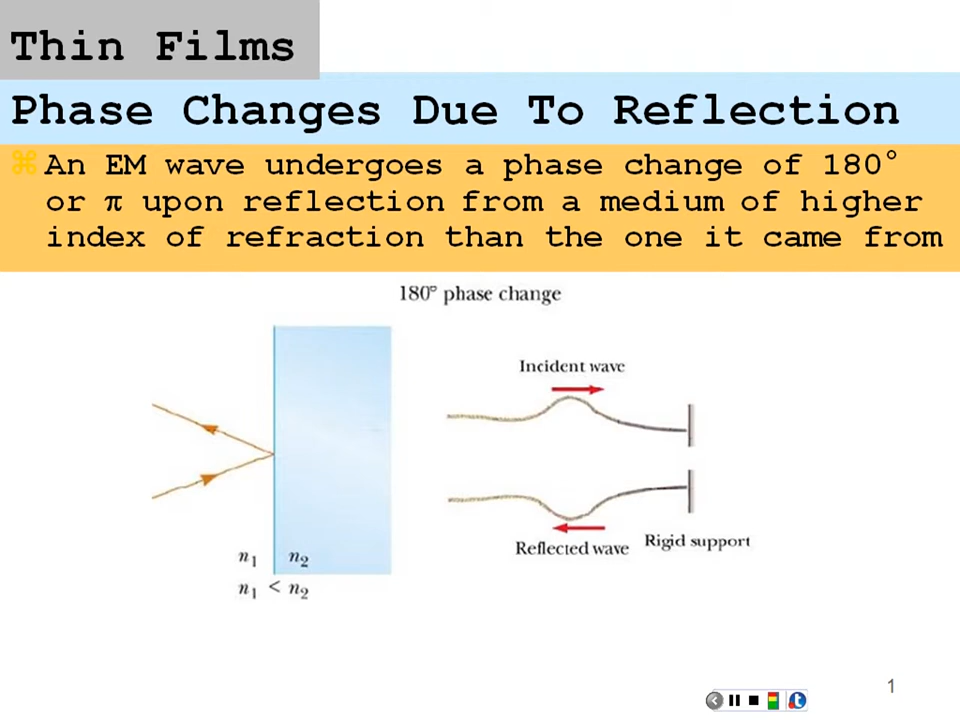 Thin Films
Phase Changes Due To Reflection
An EM wave undergoes a phase change of 180°
or π upon reflection from a medium of higher
index of refraction than the one it came from
180° phase change
Incident wave
Reflected wave
Rigid support
n₁ n₂
n₁ < n₂
1